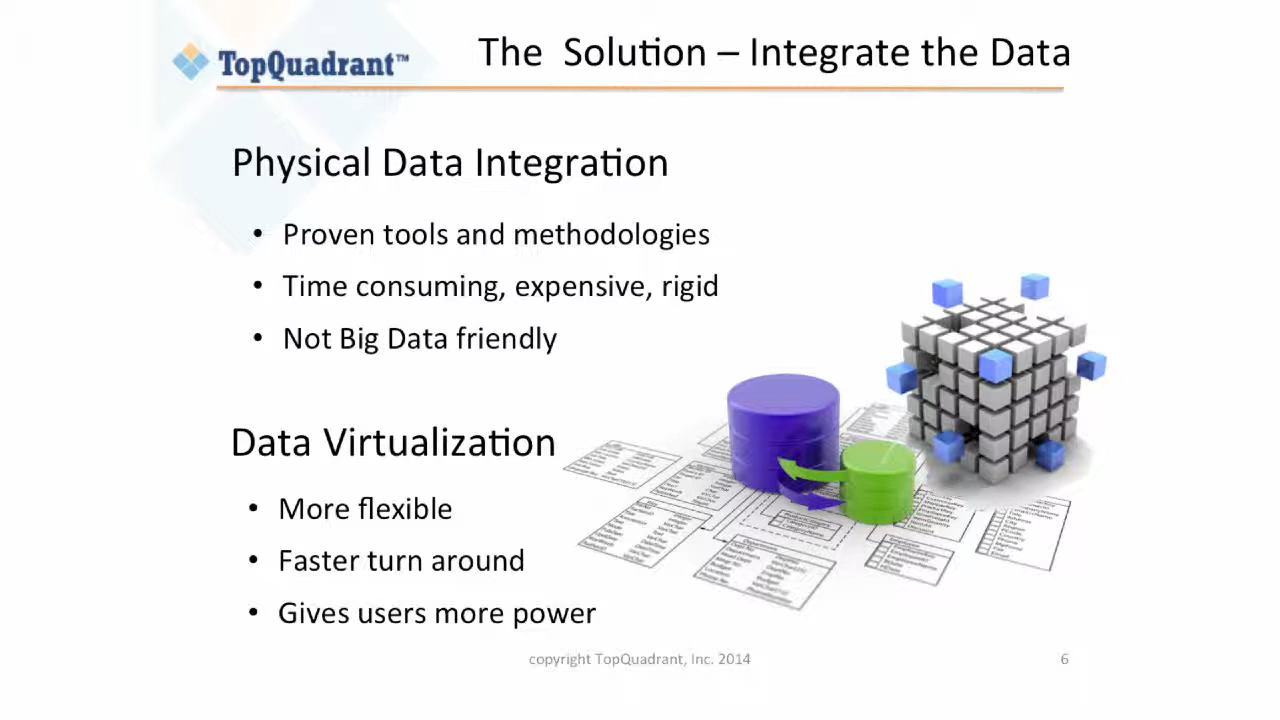 TopQuadrant™
The Solution – Integrate the Data
Physical Data Integration
• Proven tools and methodologies
• Time consuming, expensive, rigid
• Not Big Data friendly
Data Virtualization
• More flexible
• Faster turn around
• Gives users more power
copyright TopQuadrant, Inc. 2014
6